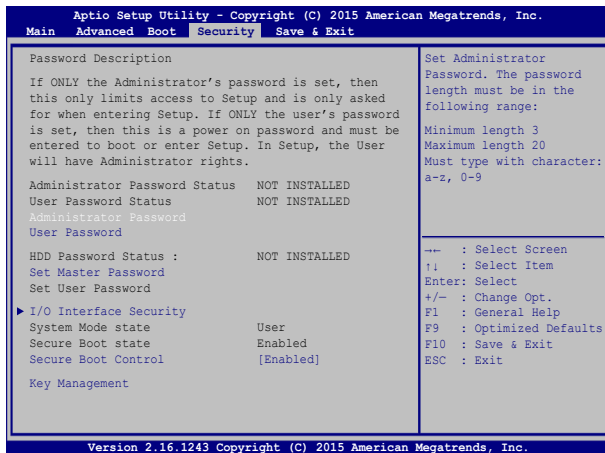 Aptio Setup Utility - Copyright (C) 2015 American Megatrends, Inc.
Main Advanced Boot Security Save & Exit
Password Description
If ONLY the Administrator's password is set, then
this only limits access to Setup and is only asked
for when entering Setup. If ONLY the user's password
is set, then this is a power on password and must be
entered to boot or enter Setup. In Setup, the User
will have Administrator rights.
Administrator Password Status NOT INSTALLED
User Password Status NOT INSTALLED
Administrator Password
User Password
HDD Password Status : NOT INSTALLED
Set Master Password
Set User Password
I/O Interface Security
System Mode state User
Secure Boot state Enabled
Secure Boot Control [Enabled]
Key Management
Set Administrator
Password. The password
length must be in the
following range:
Minimum length 3
Maximum length 20
Must type with character:
a-z, 0-9
→← : Select Screen
↑↓ : Select Item
Enter: Select
+/— : Change Opt.
F1 : General Help
F9 : Optimized Defaults
F10 : Save & Exit
ESC : Exit
Version 2.16.1243 Copyright (C) 2015 American Megatrends, Inc.